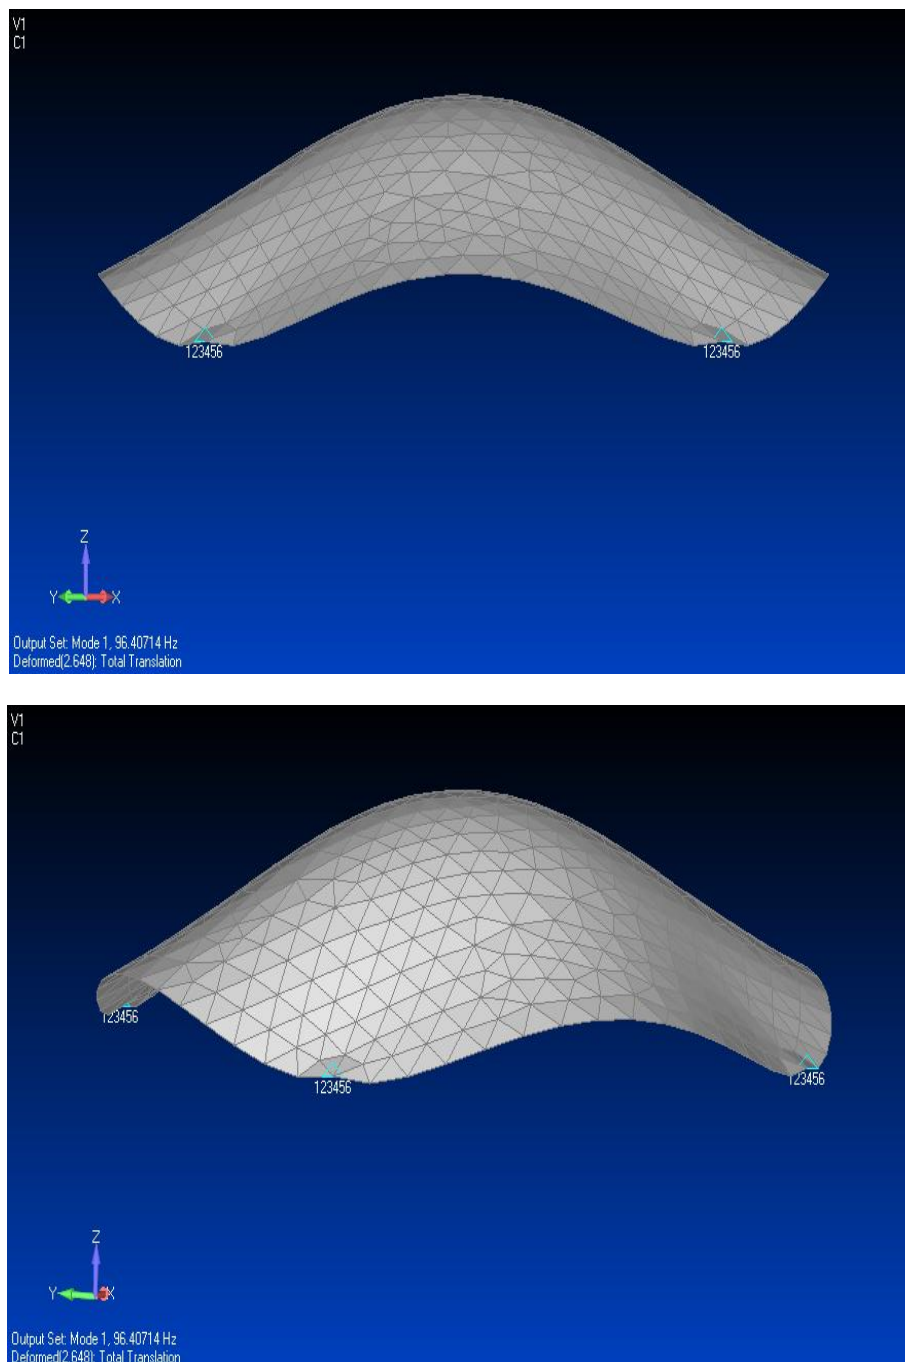 V1
C1
123456 123456
Z
Y X
Output Set: Mode 1, 96.40714 Hz
Deformed(2.648): Total Translation
V1
C1
123456
123456
123456
Z
Y X
Output Set: Mode 1, 96.40714 Hz
Deformed(2.648): Total Translation